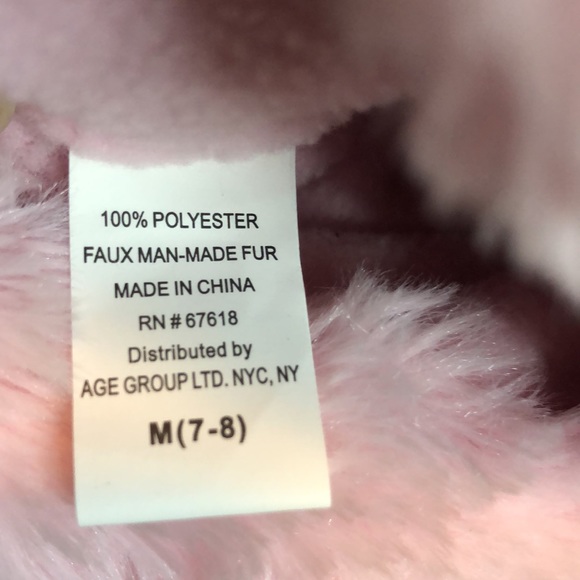 100% POLYESTER
FAUX MAN-MADE FUR
MADE IN CHINA
RN # 67618
Distributed by
AGE GROUP LTD. NYC, NY
M(7-8)